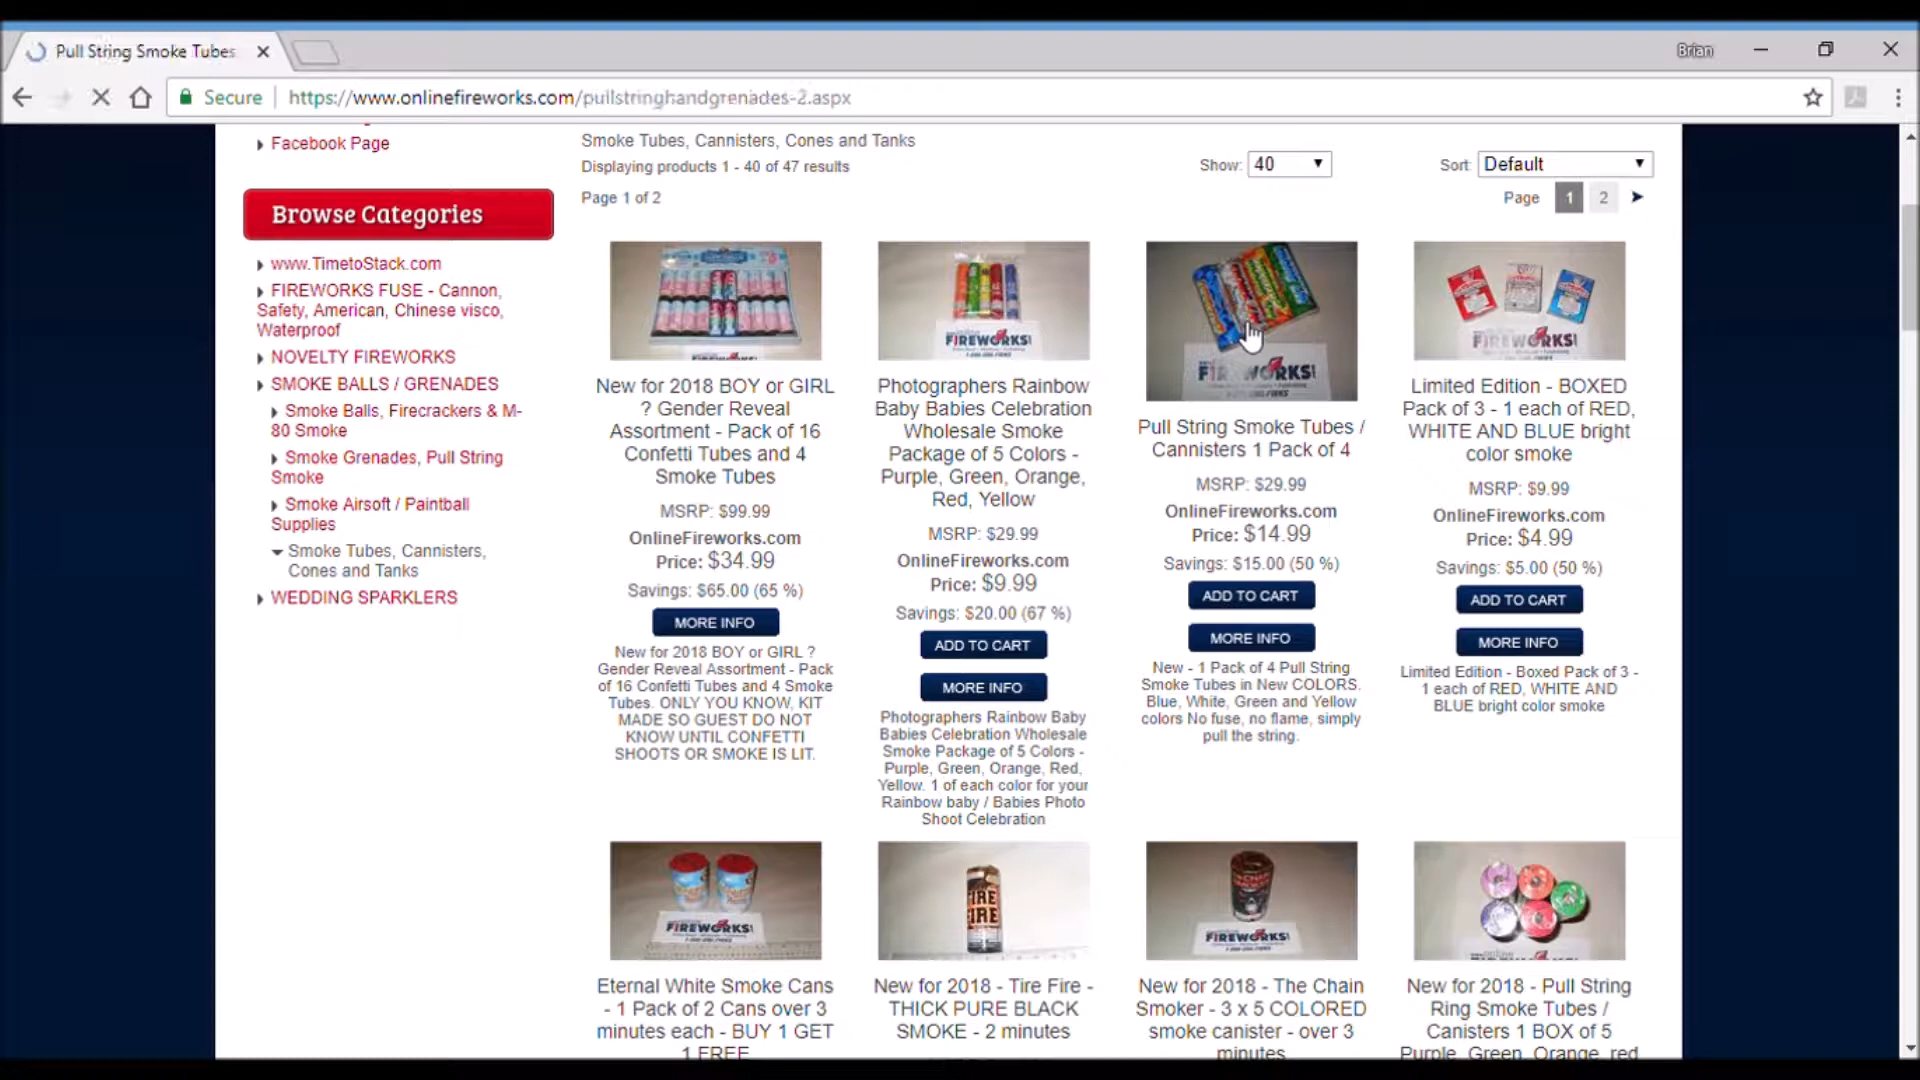 Pull String Smoke Tubes
Brian
Secure
https://www.onlinefireworks.com/pullstringhandgrenades-2.aspx
Facebook Page
Browse Categories
www.TimetoStack.com
FIREWORKS FUSE - Cannon,
Safety, American, Chinese visco,
Waterproof
NOVELTY FIREWORKS
SMOKE BALLS / GRENADES
Smoke Balls, Firecrackers & M-
80 Smoke
Smoke Grenades, Pull String
Smoke
Smoke Airsoft / Paintball
Supplies
Smoke Tubes, Cannisters,
Cones and Tanks
WEDDING SPARKLERS
Smoke Tubes, Cannisters, Cones and Tanks
Displaying products 1 - 40 of 47 results
Show: 40
Sort: Default
Page 1 of 2
Page 1 2
FIREWORKS!
New for 2018 BOY or GIRL
? Gender Reveal
Assortment - Pack of 16
Confetti Tubes and 4
Smoke Tubes
MSRP: $99.99
OnlineFireworks.com
Price: $34.99
Savings: $65.00 (65 %)
MORE INFO
New for 2018 BOY or GIRL ?
Gender Reveal Assortment - Pack
of 16 Confetti Tubes and 4 Smoke
Tubes. ONLY YOU KNOW, KIT
MADE SO GUEST DO NOT
KNOW UNTIL CONFETTI
SHOOTS OR SMOKE IS LIT.
FIREWORKS!
Photographers Rainbow
Baby Babies Celebration
Wholesale Smoke
Package of 5 Colors -
Purple, Green, Orange,
Red, Yellow
MSRP: $29.99
OnlineFireworks.com
Price: $9.99
Savings: $20.00 (67 %)
ADD TO CART
MORE INFO
Photographers Rainbow Baby
Babies Celebration Wholesale
Smoke Package of 5 Colors -
Purple, Green, Orange, Red,
Yellow. 1 of each color for your
Rainbow baby / Babies Photo
Shoot Celebration
FIREWORKS!
Pull String Smoke Tubes /
Cannisters 1 Pack of 4
MSRP: $29.99
OnlineFireworks.com
Price: $14.99
Savings: $15.00 (50 %)
ADD TO CART
MORE INFO
New - 1 Pack of 4 Pull String
Smoke Tubes in New COLORS.
Blue, White, Green and Yellow
colors No fuse, no flame, simply
pull the string.
FIREWORKS!
Limited Edition - BOXED
Pack of 3 - 1 each of RED,
WHITE AND BLUE bright
color smoke
MSRP: $9.99
OnlineFireworks.com
Price: $4.99
Savings: $5.00 (50 %)
ADD TO CART
MORE INFO
Limited Edition - Boxed Pack of 3 -
1 each of RED, WHITE AND
BLUE bright color smoke
FIREWORKS!
Eternal White Smoke Cans
- 1 Pack of 2 Cans over 3
minutes each - BUY 1 GET
1 FREE
FIRE
FIRE
New for 2018 - Tire Fire -
THICK PURE BLACK
SMOKE - 2 minutes
FIREWORKS!
New for 2018 - The Chain
Smoker - 3 x 5 COLORED
smoke canister - over 3
minutes
FIREWORKS!
New for 2018 - Pull String
Ring Smoke Tubes /
Canisters 1 BOX of 5
Purple, Green, Orange, red